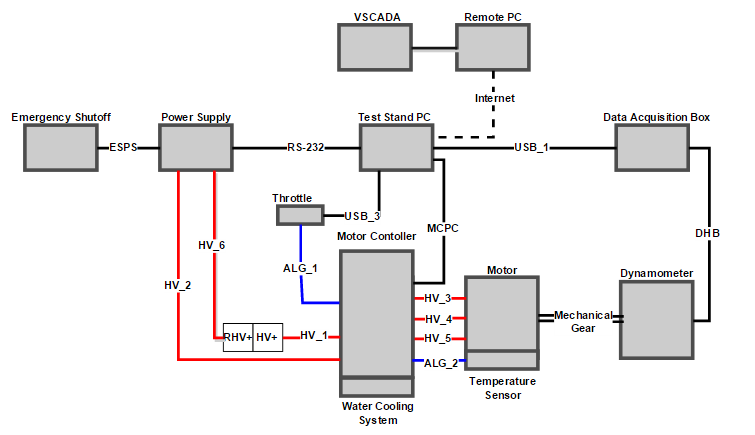 VSCADA
Remote PC
Internet
Emergency Shutoff
Power Supply
Test Stand PC
Data Acquisition Box
ESPS
RS-232
USB_1
Throttle
USB_3
MCPC
DHB
Motor Contoller
HV_6
ALG_1
HV_2
Motor
Dynamometer
HV_3
HV_4
HV_5
Mechanical
Gear
RHV+
HV+
HV_1
ALG_2
Temperature
Sensor
Water Cooling
System